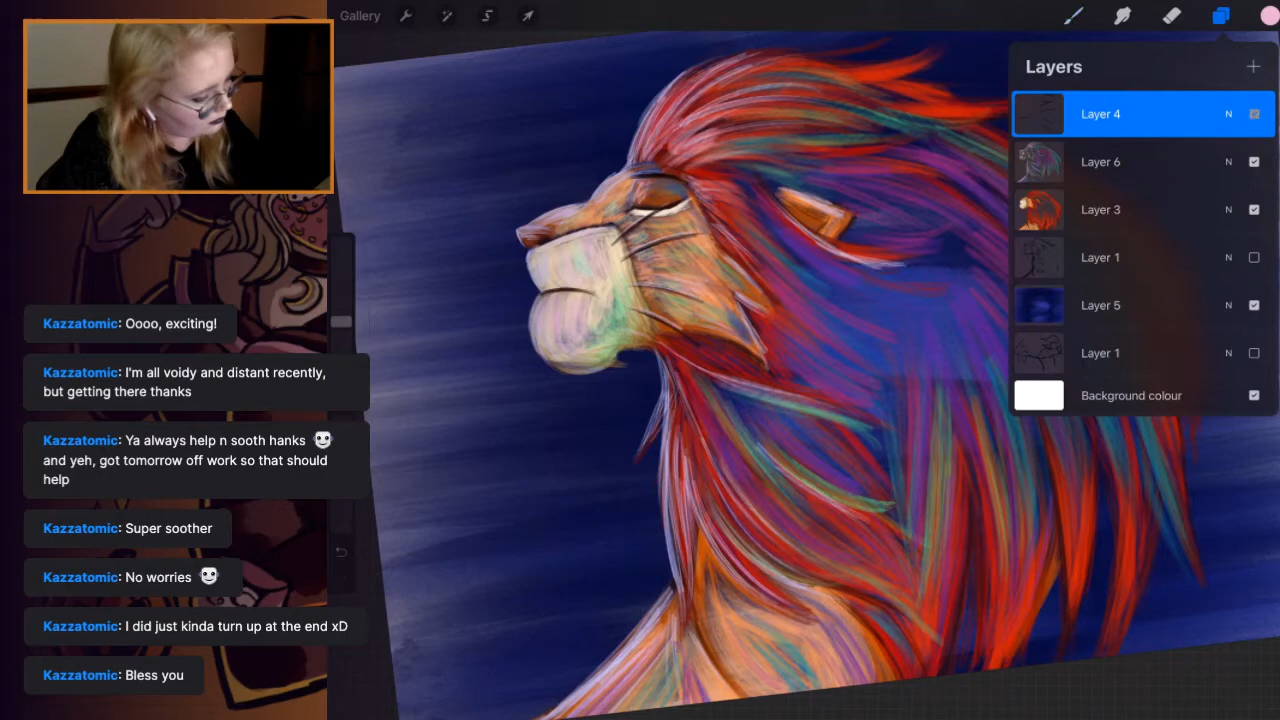 Gallery
Layers
Layer 4 N
Layer 6 N
Layer 3 N
Layer 1 N
Layer 5 N
Layer 1 N
Background colour
Kazzatomic: Oooo, exciting!
Kazzatomic: I'm all voidy and distant recently,
but getting there thanks
Kazzatomic: Ya always help n sooth hanks
and yeh, got tomorrow off work so that should
help
Kazzatomic: Super soother
Kazzatomic: No worries
Kazzatomic: I did just kinda turn up at the end xD
Kazzatomic: Bless you